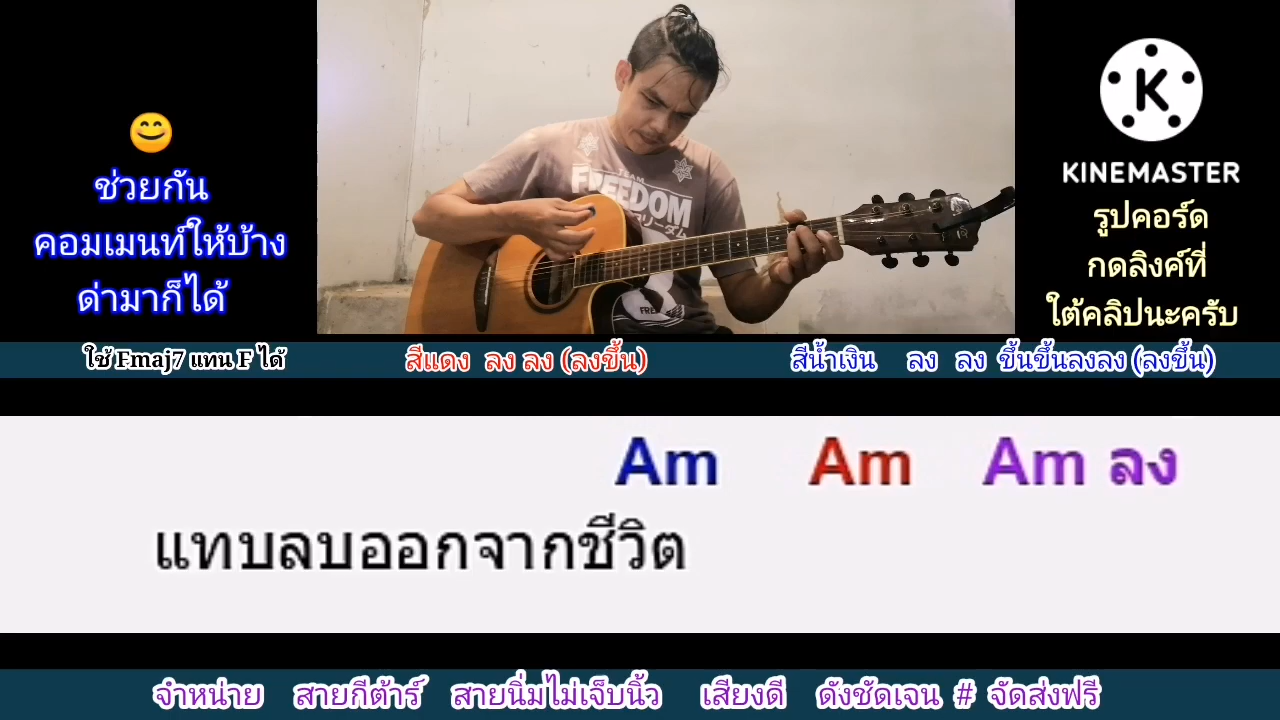 😊
ช่วยกัน
คอมเมนท์ให้บ้าง
ด่ามาก็ได้
TEAM
FREEDOM
FREE
K
KINEMASTER
รูปคอร์ด
กดลิงค์ที่
ใต้คลิปนะครับ
ใช้ Fmaj7 แทน F ได้
สีแดง ลง ลง (ลงขึ้น)
สีน้ำเงิน ลง ลง ขึ้นขึ้นลงลง (ลงขึ้น)
Am Am Am ลง
แทบลบออกจากชีวิต
จำหน่าย สายกีต้าร์ สายนิ่มไม่เจ็บนิ้ว เสียงดี ดังชัดเจน # จัดส่งฟรี